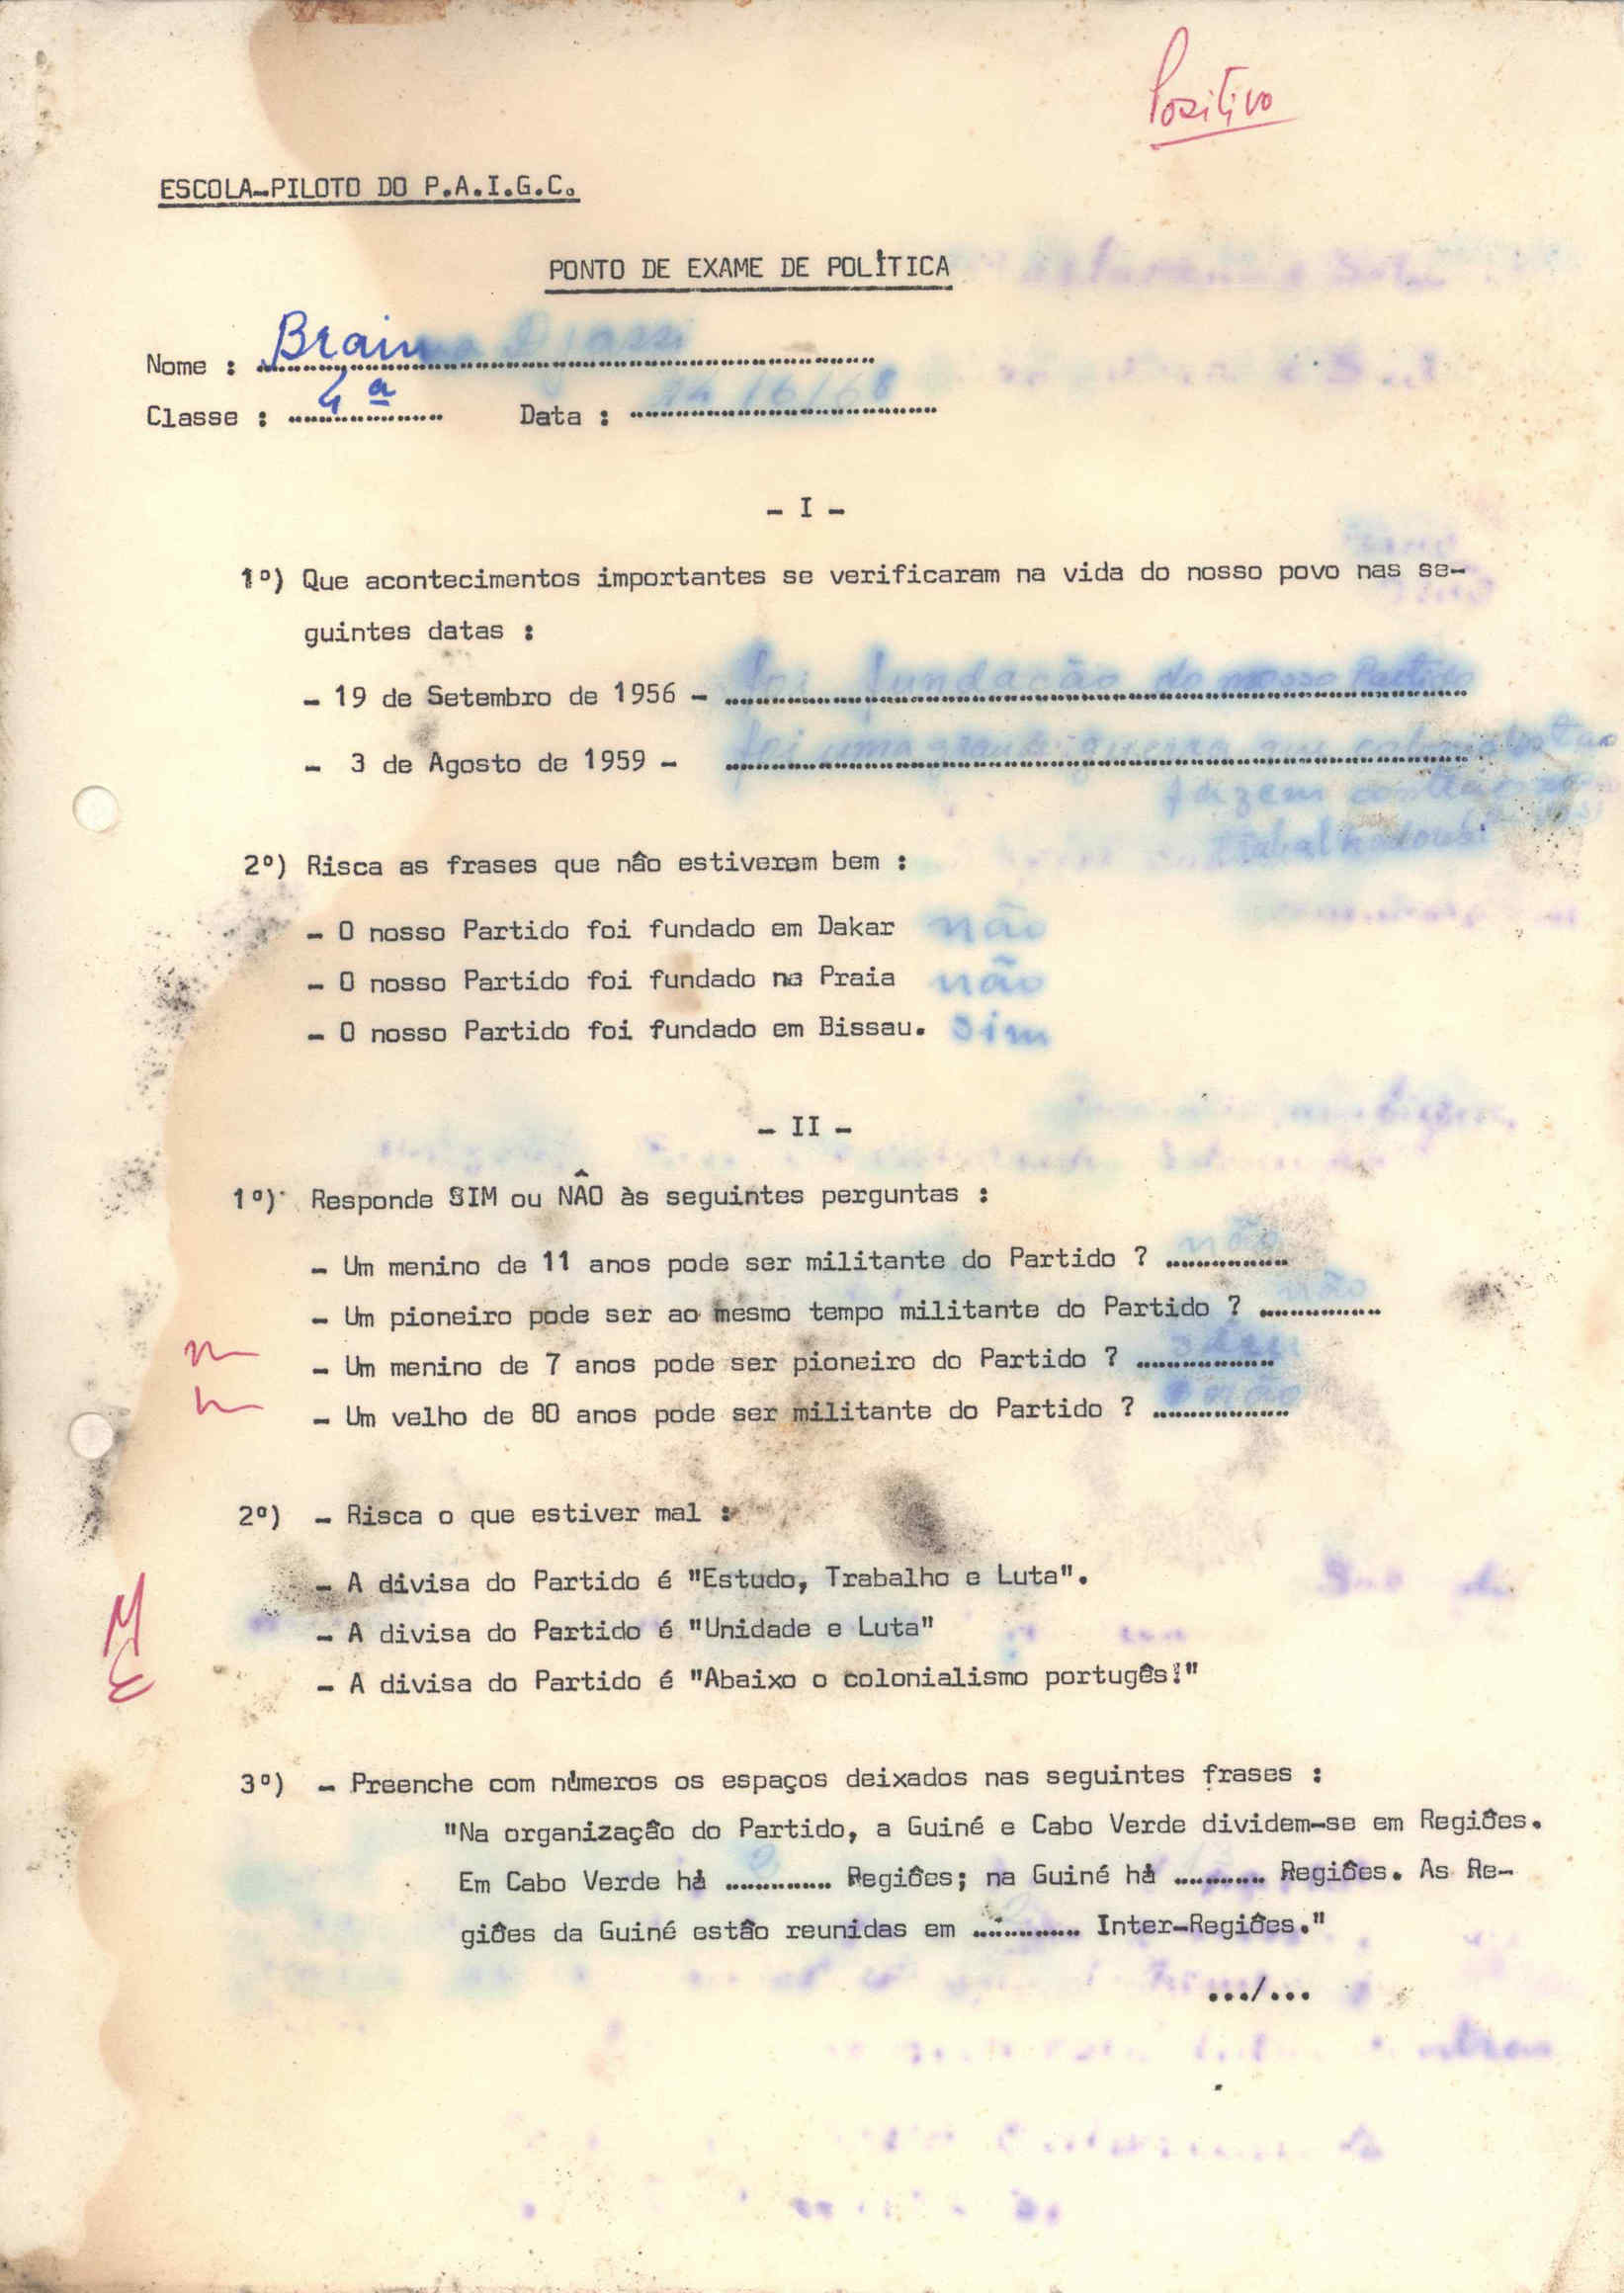 Positivo
ESCOLA-PILOTO DO P.A.I.G.C.
PONTO DE EXAME DE POLÍTICA
Nome : Braima Djassi
Classe : 4ª Data : 14/6/68
- I -
1º) Que acontecimentos importantes se verificaram na vida do nosso povo nas se-
guintes datas :
- 19 de Setembro de 1956 - foi fundação do nosso Partido
- 3 de Agosto de 1959 - foi uma grande guerra que colonialistas
fazem contra
trabalhadores
2º) Risca as frases que não estiverem bem :
- O nosso Partido foi fundado em Dakar não
- O nosso Partido foi fundado na Praia não
- O nosso Partido foi fundado em Bissau. Sim
- II -
1º) Responde SIM ou NÂO às seguintes perguntas :
- Um menino de 11 anos pode ser militante do Partido ? não
- Um pioneiro pode ser ao mesmo tempo militante do Partido ? não
- Um menino de 7 anos pode ser pioneiro do Partido ?
- Um velho de 80 anos pode ser militante do Partido ? não
2º) - Risca o que estiver mal :
- A divisa do Partido é "Estudo, Trabalho e Luta".
- A divisa do Partido é "Unidade e Luta"
- A divisa do Partido é "Abaixo o colonialismo portugês!"
3º) - Preenche com números os espaços deixados nas seguintes frases :
"Na organização do Partido, a Guiné e Cabo Verde dividem-se em Regiões.
Em Cabo Verde há .......... Regiões; na Guiné há ......... Regiões. As Re-
giões da Guiné estão reunidas em .......... Inter-Regiões."
.../...